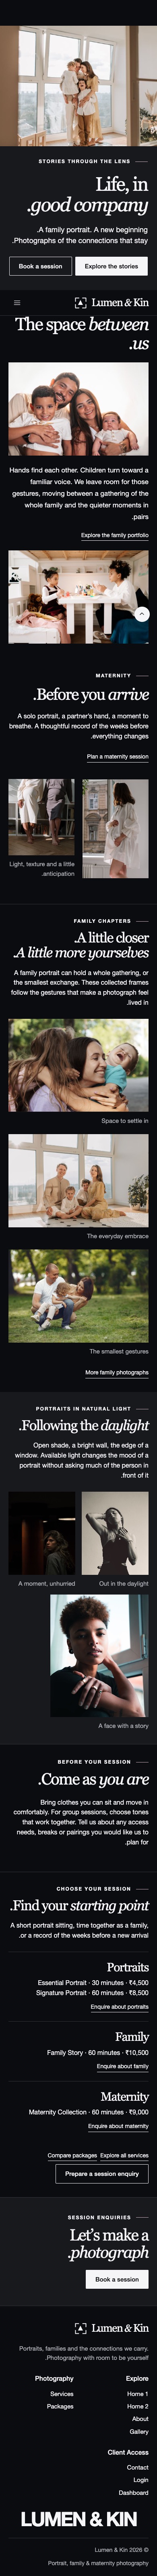 STORIES THROUGH THE LENS
Life, in
.good company
.A family portrait. A new beginning
.Photographs of the connections that stay
Book a session
Explore the stories
Lumen & Kin
The space between
.us
Hands find each other. Children turn toward a
familiar voice. We leave room for those
gestures, moving between a gathering of the
whole family and the quieter moments in
.pairs
Explore the family portfolio
MATERNITY
.Before you arrive
A solo portrait, a partner's hand, a moment to
breathe. A thoughtful record of the weeks before
.everything changes
Plan a maternity session
Light, texture and a little
.anticipation
FAMILY CHAPTERS
.A little closer
.A little more yourselves
A family portrait can hold a whole gathering, or
the smallest exchange. These collected frames
follow the gestures that make a photograph feel
.lived in
Space to settle in
The everyday embrace
The smallest gestures
More family photographs
PORTRAITS IN NATURAL LIGHT
.Following the daylight
Open shade, a bright wall, the edge of a
window. Available light changes the mood of a
portrait without asking much of the person in
.front of it
A moment, unhurried
Out in the daylight
A face with a story
BEFORE YOUR SESSION
.Come as you are
Bring clothes you can sit and move in
comfortably. For group sessions, choose tones
that work together. Tell us about any access
needs, breaks or pairings you would like us to
.plan for
CHOOSE YOUR SESSION
.Find your starting point
A short portrait sitting, time together as a family,
.or a record of the weeks before a new arrival
Portraits
Essential Portrait · 30 minutes · ₹4,500
Signature Portrait · 60 minutes · ₹8,500
Enquire about portraits
Family
Family Story · 60 minutes · ₹10,500
Enquire about family
Maternity
Maternity Collection · 60 minutes · ₹9,000
Enquire about maternity
Compare packages Explore all services
Prepare a session enquiry
SESSION ENQUIRIES
Let's make a
.photograph
Book a session
Lumen & Kin
Portraits, families and the connections we carry.
.Photography with room to be yourself
Photography
Services
Packages
Explore
Home 1
Home 2
About
Gallery
Client Access
Contact
Login
Dashboard
LUMEN & KIN
Lumen & Kin 2026 ©
Portrait, family & maternity photography